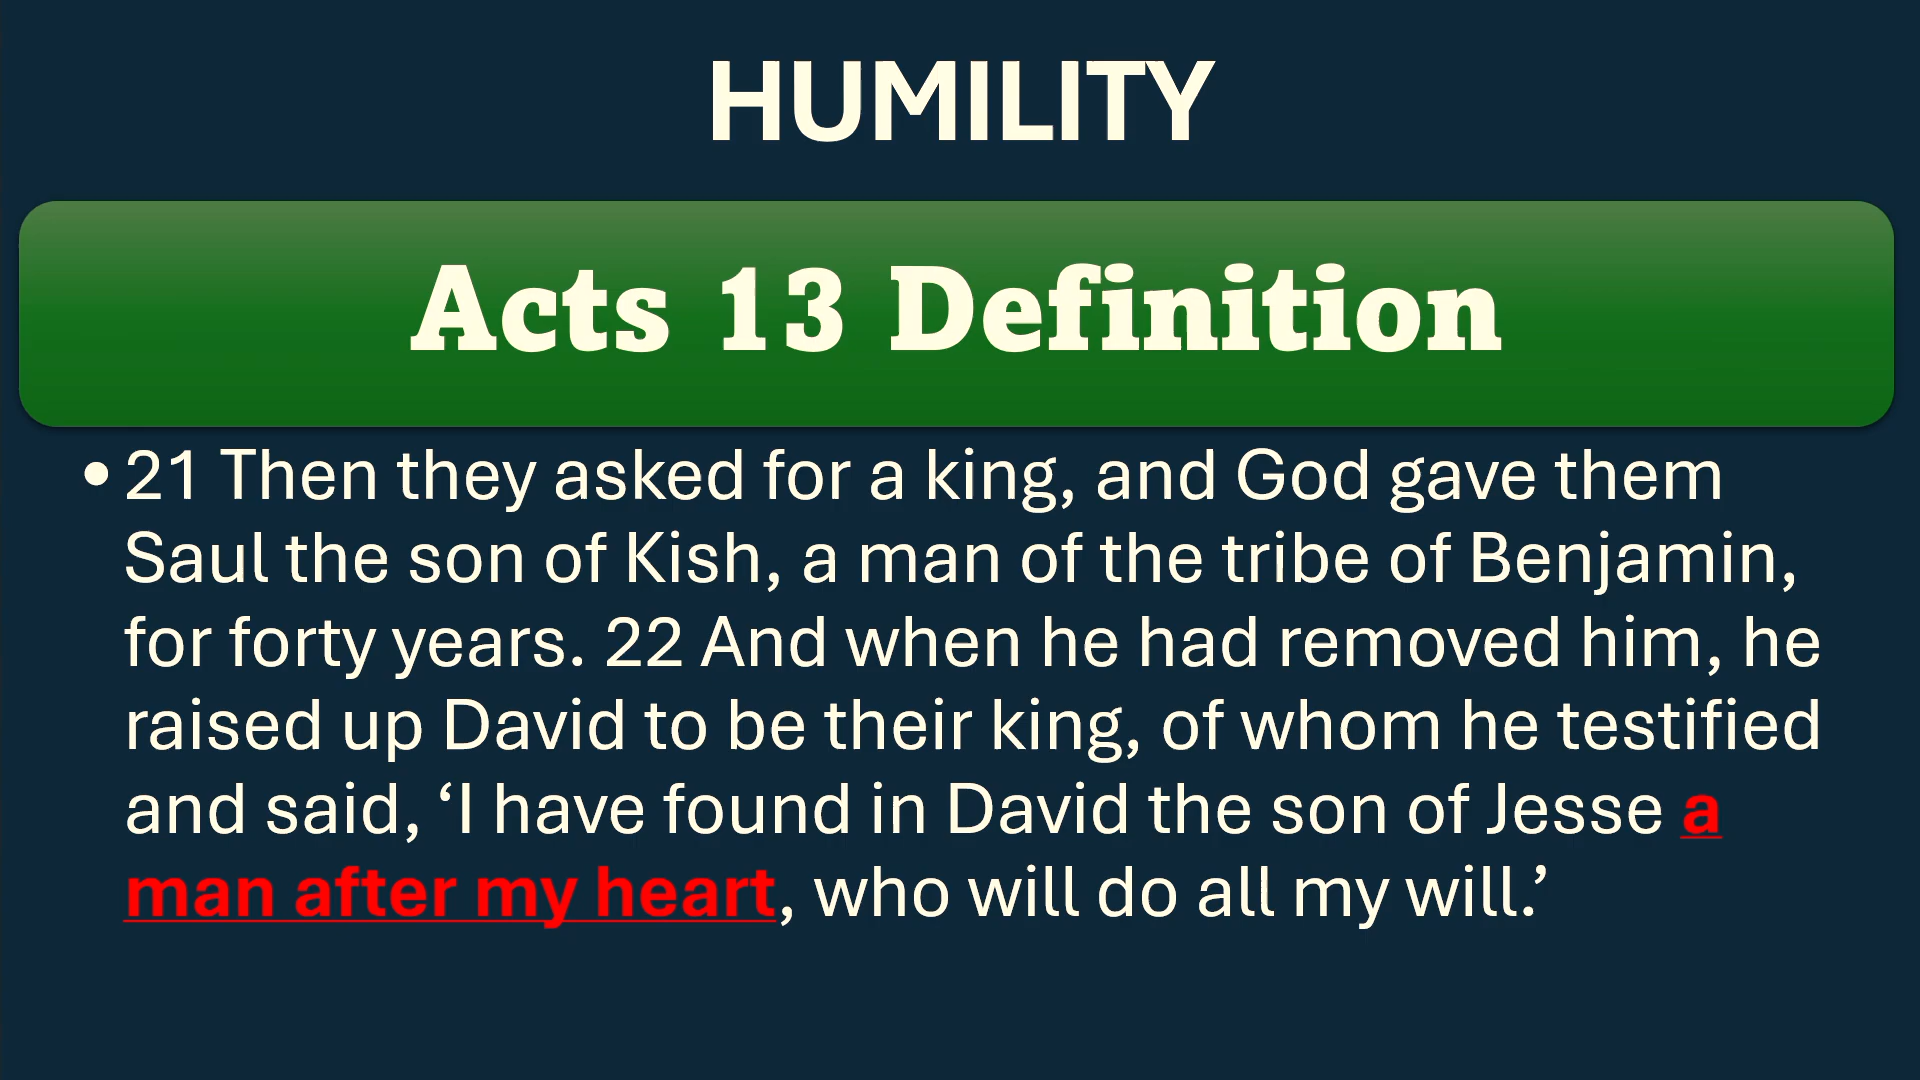 HUMILITY
Acts 13 Definition
• 21 Then they asked for a king, and God gave them
Saul the son of Kish, a man of the tribe of Benjamin,
for forty years. 22 And when he had removed him, he
raised up David to be their king, of whom he testified
and said, ‘I have found in David the son of Jesse a
man after my heart, who will do all my will.’